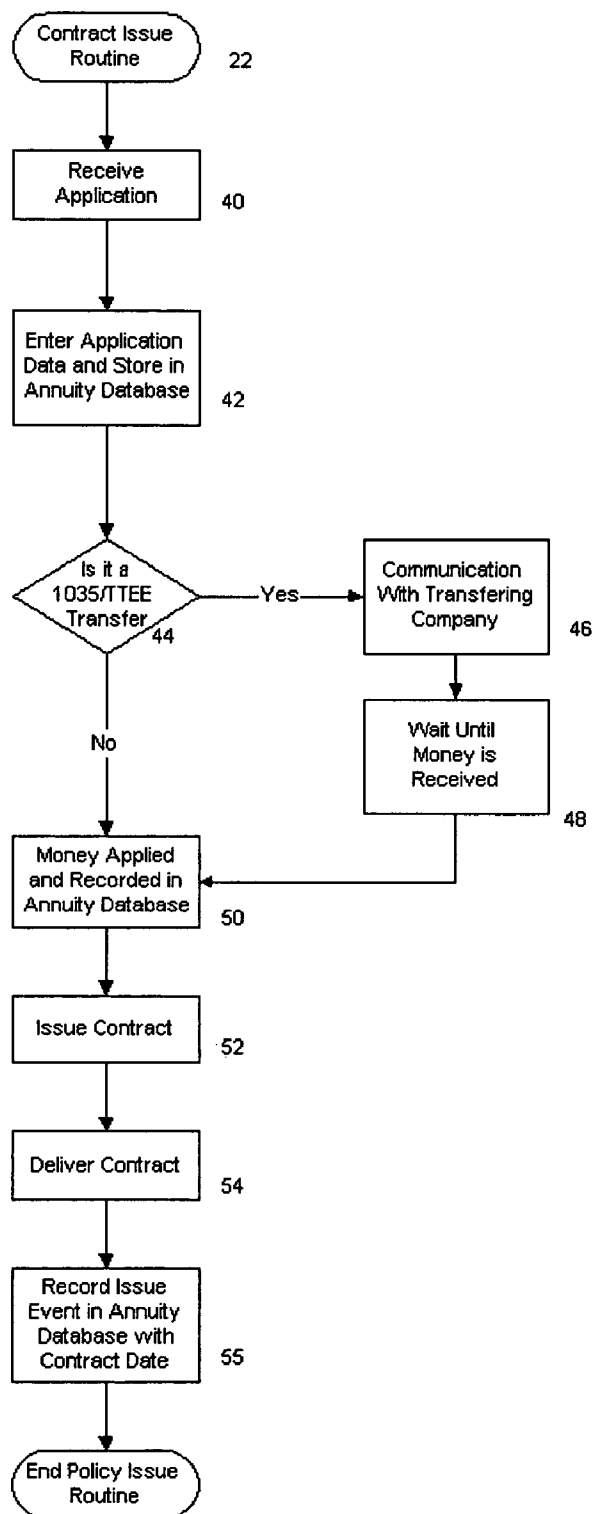 Contract Issue
Routine
22
Receive
Application
40
Enter Application
Data and Store in
Annuity Database
42
Is it a
1035/TTEE
Transfer
44
Yes
Communication
With Transfering
Company
46
Wait Until
Money is
Received
48
No
Money Applied
and Recorded in
Annuity Database
50
Issue Contract
52
Deliver Contract
54
Record Issue
Event in Annuity
Database with
Contract Date
55
End Policy Issue
Routine